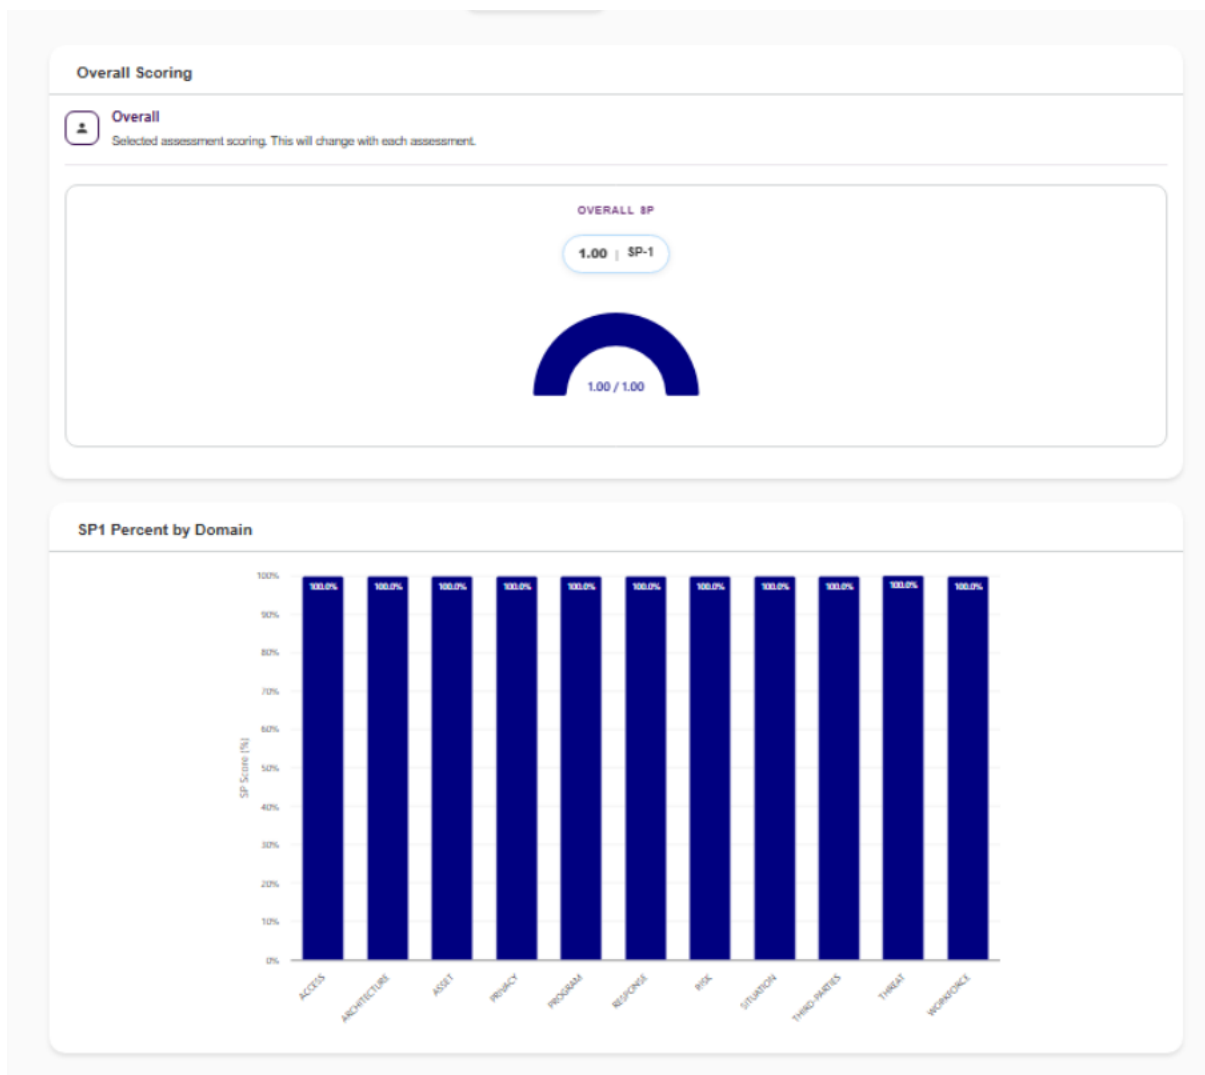 Overall Scoring
Overall
Selected assessment scoring. This will change with each assessment.
OVERALL SP
1.00 | SP-1
1.00 / 1.00
SP1 Percent by Domain
100%
90%
80%
70%
60%
50%
40%
30%
20%
10%
0%
SP Score (%)
100.0% 100.0% 100.0% 100.0% 100.0% 100.0% 100.0% 100.0% 100.0% 100.0% 100.0%
ACCESS ARCHITECTURE ASSET PRIVACY PROGRAM RESPONSE RISK SITUATION THIRD-PARTIES THREAT WORKFORCE